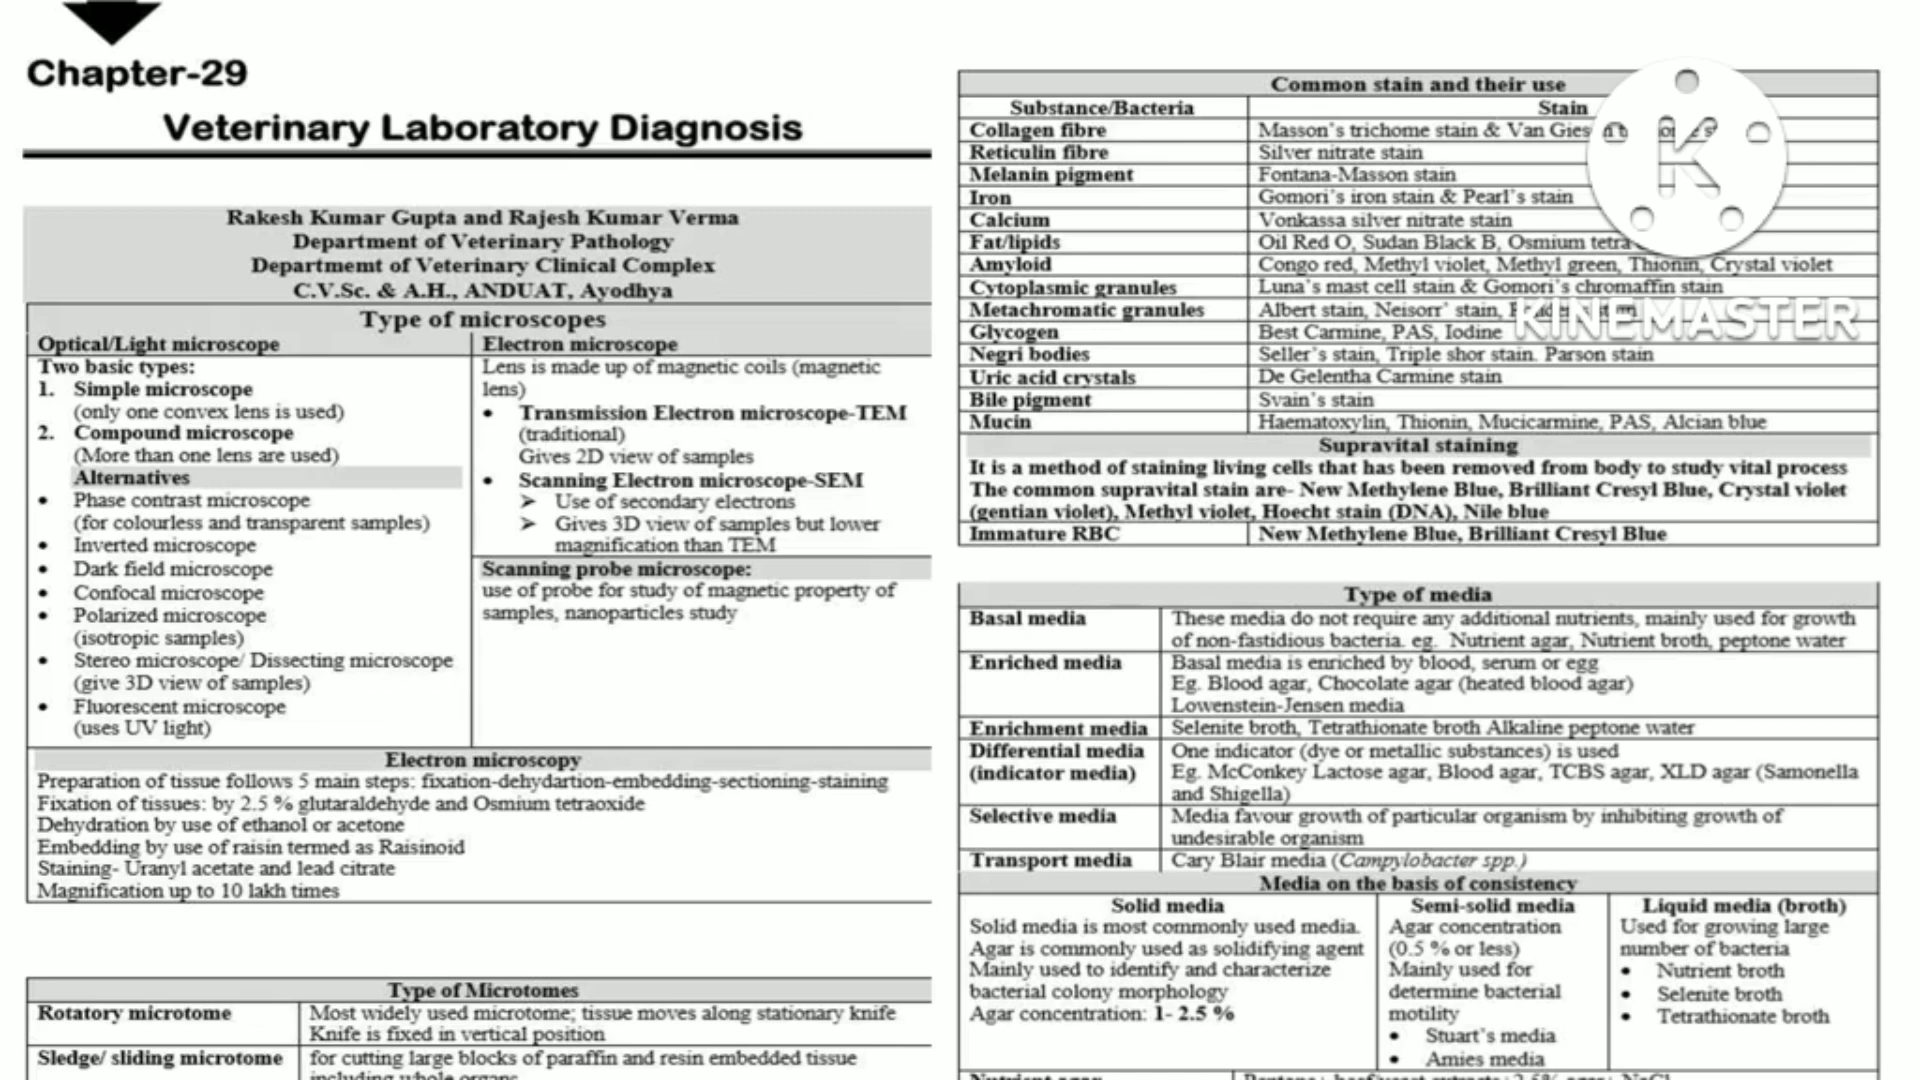 Chapter-29
Veterinary Laboratory Diagnosis
Rakesh Kumar Gupta and Rajesh Kumar Verma
Department of Veterinary Pathology
Departmemt of Veterinary Clinical Complex
C.V.Sc. & A.H., ANDUAT, Ayodhya
Type of microscopes
Optical/Light microscope
Two basic types:
1. Simple microscope
(only one convex lens is used)
2. Compound microscope
(More than one lens are used)
Alternatives
• Phase contrast microscope
(for colourless and transparent samples)
• Inverted microscope
• Dark field microscope
• Confocal microscope
• Polarized microscope
(isotropic samples)
• Stereo microscope/ Dissecting microscope
(give 3D view of samples)
• Fluorescent microscope
(uses UV light)
Electron microscope
Lens is made up of magnetic coils (magnetic
lens)
• Transmission Electron microscope-TEM
(traditional)
Gives 2D view of samples
• Scanning Electron microscope-SEM
➢ Use of secondary electrons
➢ Gives 3D view of samples but lower
magnification than TEM
Scanning probe microscope:
use of probe for study of magnetic property of
samples, nanoparticles study
Electron microscopy
Preparation of tissue follows 5 main steps: fixation-dehydartion-embedding-sectioning-staining
Fixation of tissues: by 2.5 % glutaraldehyde and Osmium tetraoxide
Dehydration by use of ethanol or acetone
Embedding by use of raisin termed as Raisinoid
Staining- Uranyl acetate and lead citrate
Magnification up to 10 lakh times
Type of Microtomes
Rotatory microtome Most widely used microtome; tissue moves along stationary knife
Knife is fixed in vertical position
Sledge/ sliding microtome for cutting large blocks of paraffin and resin embedded tissue
including whole organs
Common stain and their use
Substance/Bacteria Stain
Collagen fibre Masson's trichome stain & Van
Reticulin fibre Silver nitrate stain
Melanin pigment Fontana-Masson stain
Iron Gomori's iron stain & Pearl's stain
Calcium Vonkassa silver nitrate stain
Fat/lipids Oil Red O, Sudan Black B, Osmium
Amyloid Congo red, Methyl violet, Methyl green, Thionin, Crystal violet
Cytoplasmic granules Luna's mast cell stain & Gomori's chromaffin stain
Metachromatic granules Albert stain, Neisorr' stain,
Glycogen Best Carmine, PAS, Iodine
Negri bodies Seller's stain, Triple shor stain. Parson stain
Uric acid crystals De Gelentha Carmine stain
Bile pigment Svain's stain
Mucin Haematoxylin, Thionin, Mucicarmine, PAS, Alcian blue
Supravital staining
It is a method of staining living cells that has been removed from body to study vital process
The common supravital stain are- New Methylene Blue, Brilliant Cresyl Blue, Crystal violet
(gentian violet), Methyl violet, Hoecht stain (DNA), Nile blue
Immature RBC New Methylene Blue, Brilliant Cresyl Blue
KINEMASTER
Type of media
Basal media These media do not require any additional nutrients, mainly used for growth
of non-fastidious bacteria. eg. Nutrient agar, Nutrient broth, peptone water
Enriched media Basal media is enriched by blood, serum or egg
Eg. Blood agar, Chocolate agar (heated blood agar)
Lowenstein-Jensen media
Enrichment media Selenite broth, Tetrathionate broth Alkaline peptone water
Differential media One indicator (dye or metallic substances) is used
(indicator media) Eg. McConkey Lactose agar, Blood agar, TCBS agar, XLD agar (Samonella
and Shigella)
Selective media Media favour growth of particular organism by inhibiting growth of
undesirable organism
Transport media Cary Blair media (Campylobacter spp.)
Media on the basis of consistency
Solid media
Solid media is most commonly used media.
Agar is commonly used as solidifying agent
Mainly used to identify and characterize
bacterial colony morphology
Agar concentration: 1- 2.5 %
Semi-solid media
Agar concentration
(0.5 % or less)
Mainly used for
determine bacterial
motility
• Stuart's media
• Amies media
Liquid media (broth)
Used for growing large
number of bacteria
• Nutrient broth
• Selenite broth
• Tetrathionate broth